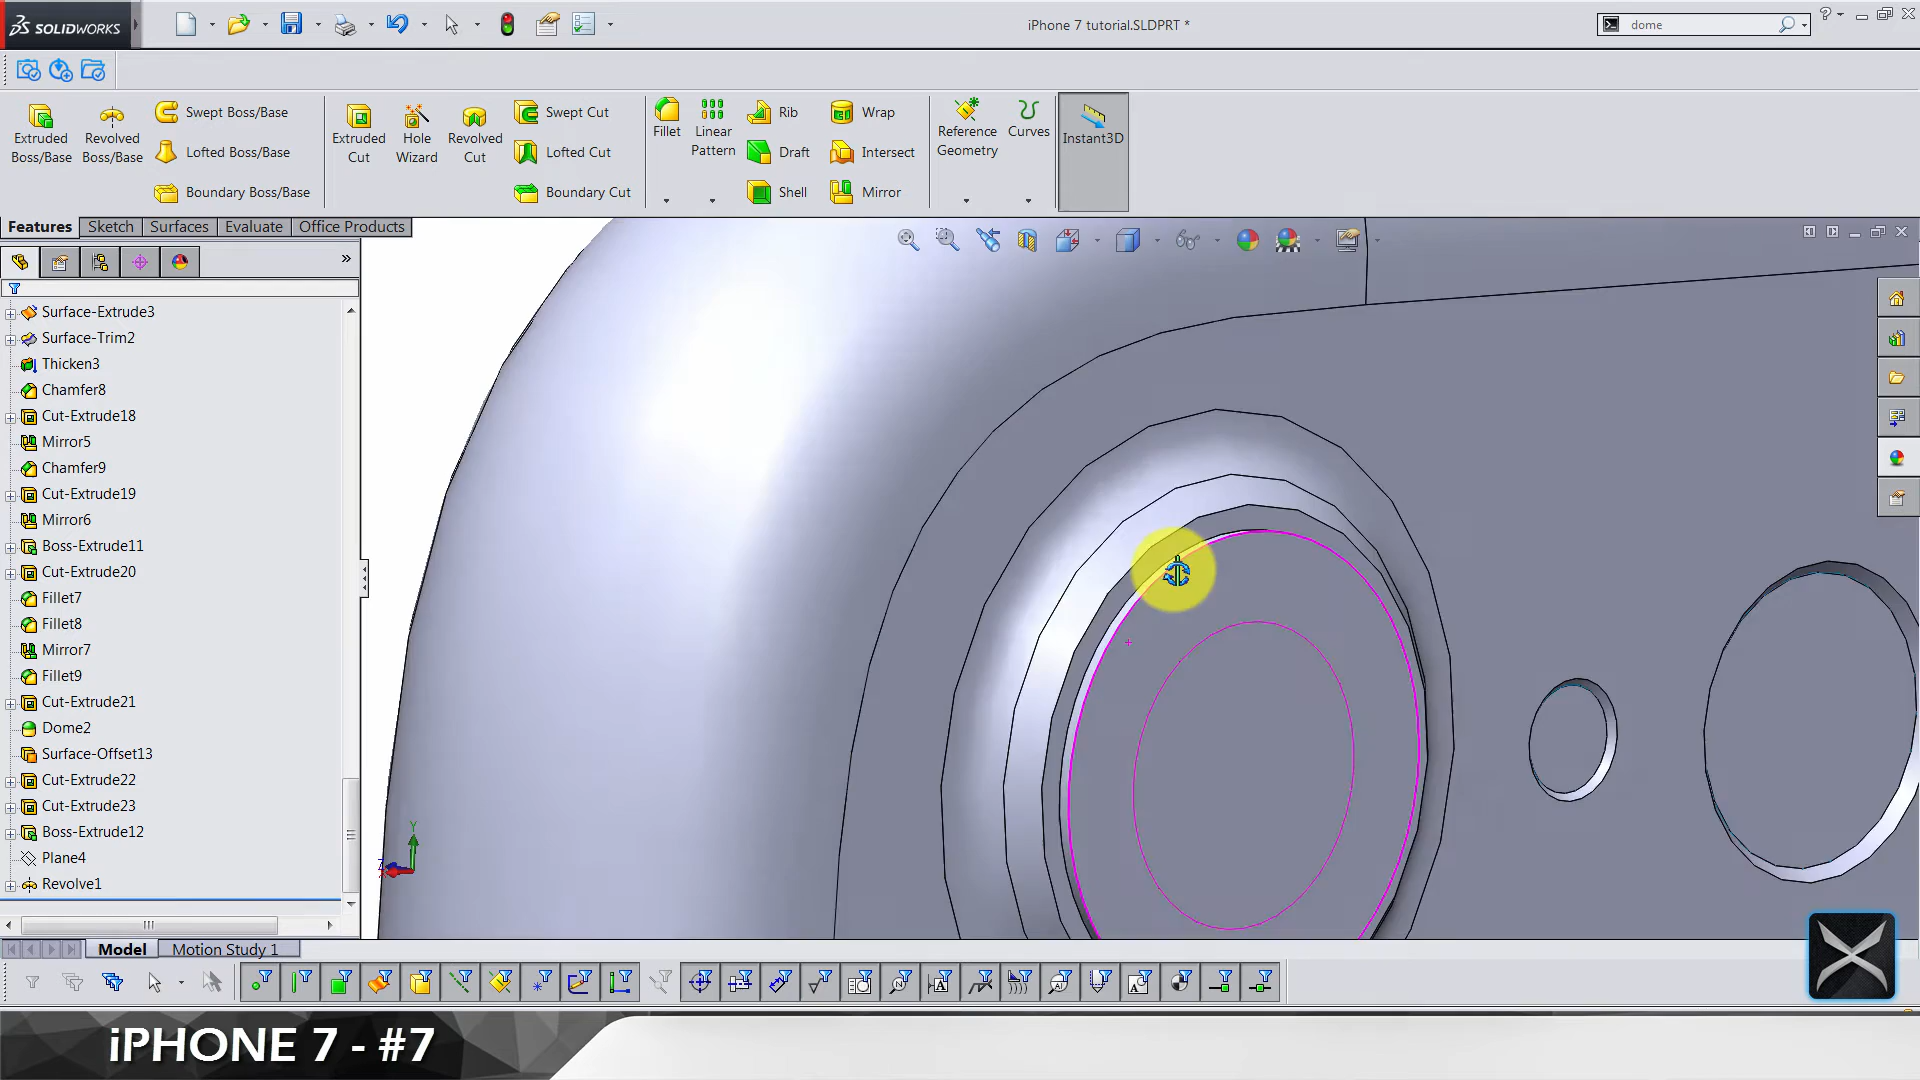 SOLIDWORKS
iPhone 7 tutorial.SLDPRT *
dome
Extruded
Boss/Base
Revolved
Boss/Base
Swept Boss/Base
Lofted Boss/Base
Boundary Boss/Base
Extruded
Cut
Hole
Wizard
Revolved
Cut
Swept Cut
Lofted Cut
Boundary Cut
Fillet
Linear
Pattern
Rib
Draft
Shell
Wrap
Intersect
Mirror
Reference
Geometry
Curves
Instant3D
Features
Sketch
Surfaces
Evaluate
Office Products
Surface-Extrude3
Surface-Trim2
Thicken3
Chamfer8
Cut-Extrude18
Mirror5
Chamfer9
Cut-Extrude19
Mirror6
Boss-Extrude11
Cut-Extrude20
Fillet7
Fillet8
Mirror7
Fillet9
Cut-Extrude21
Dome2
Surface-Offset13
Cut-Extrude22
Cut-Extrude23
Boss-Extrude12
Plane4
Revolve1
Y
Model
Motion Study 1
iPHONE 7 - #7